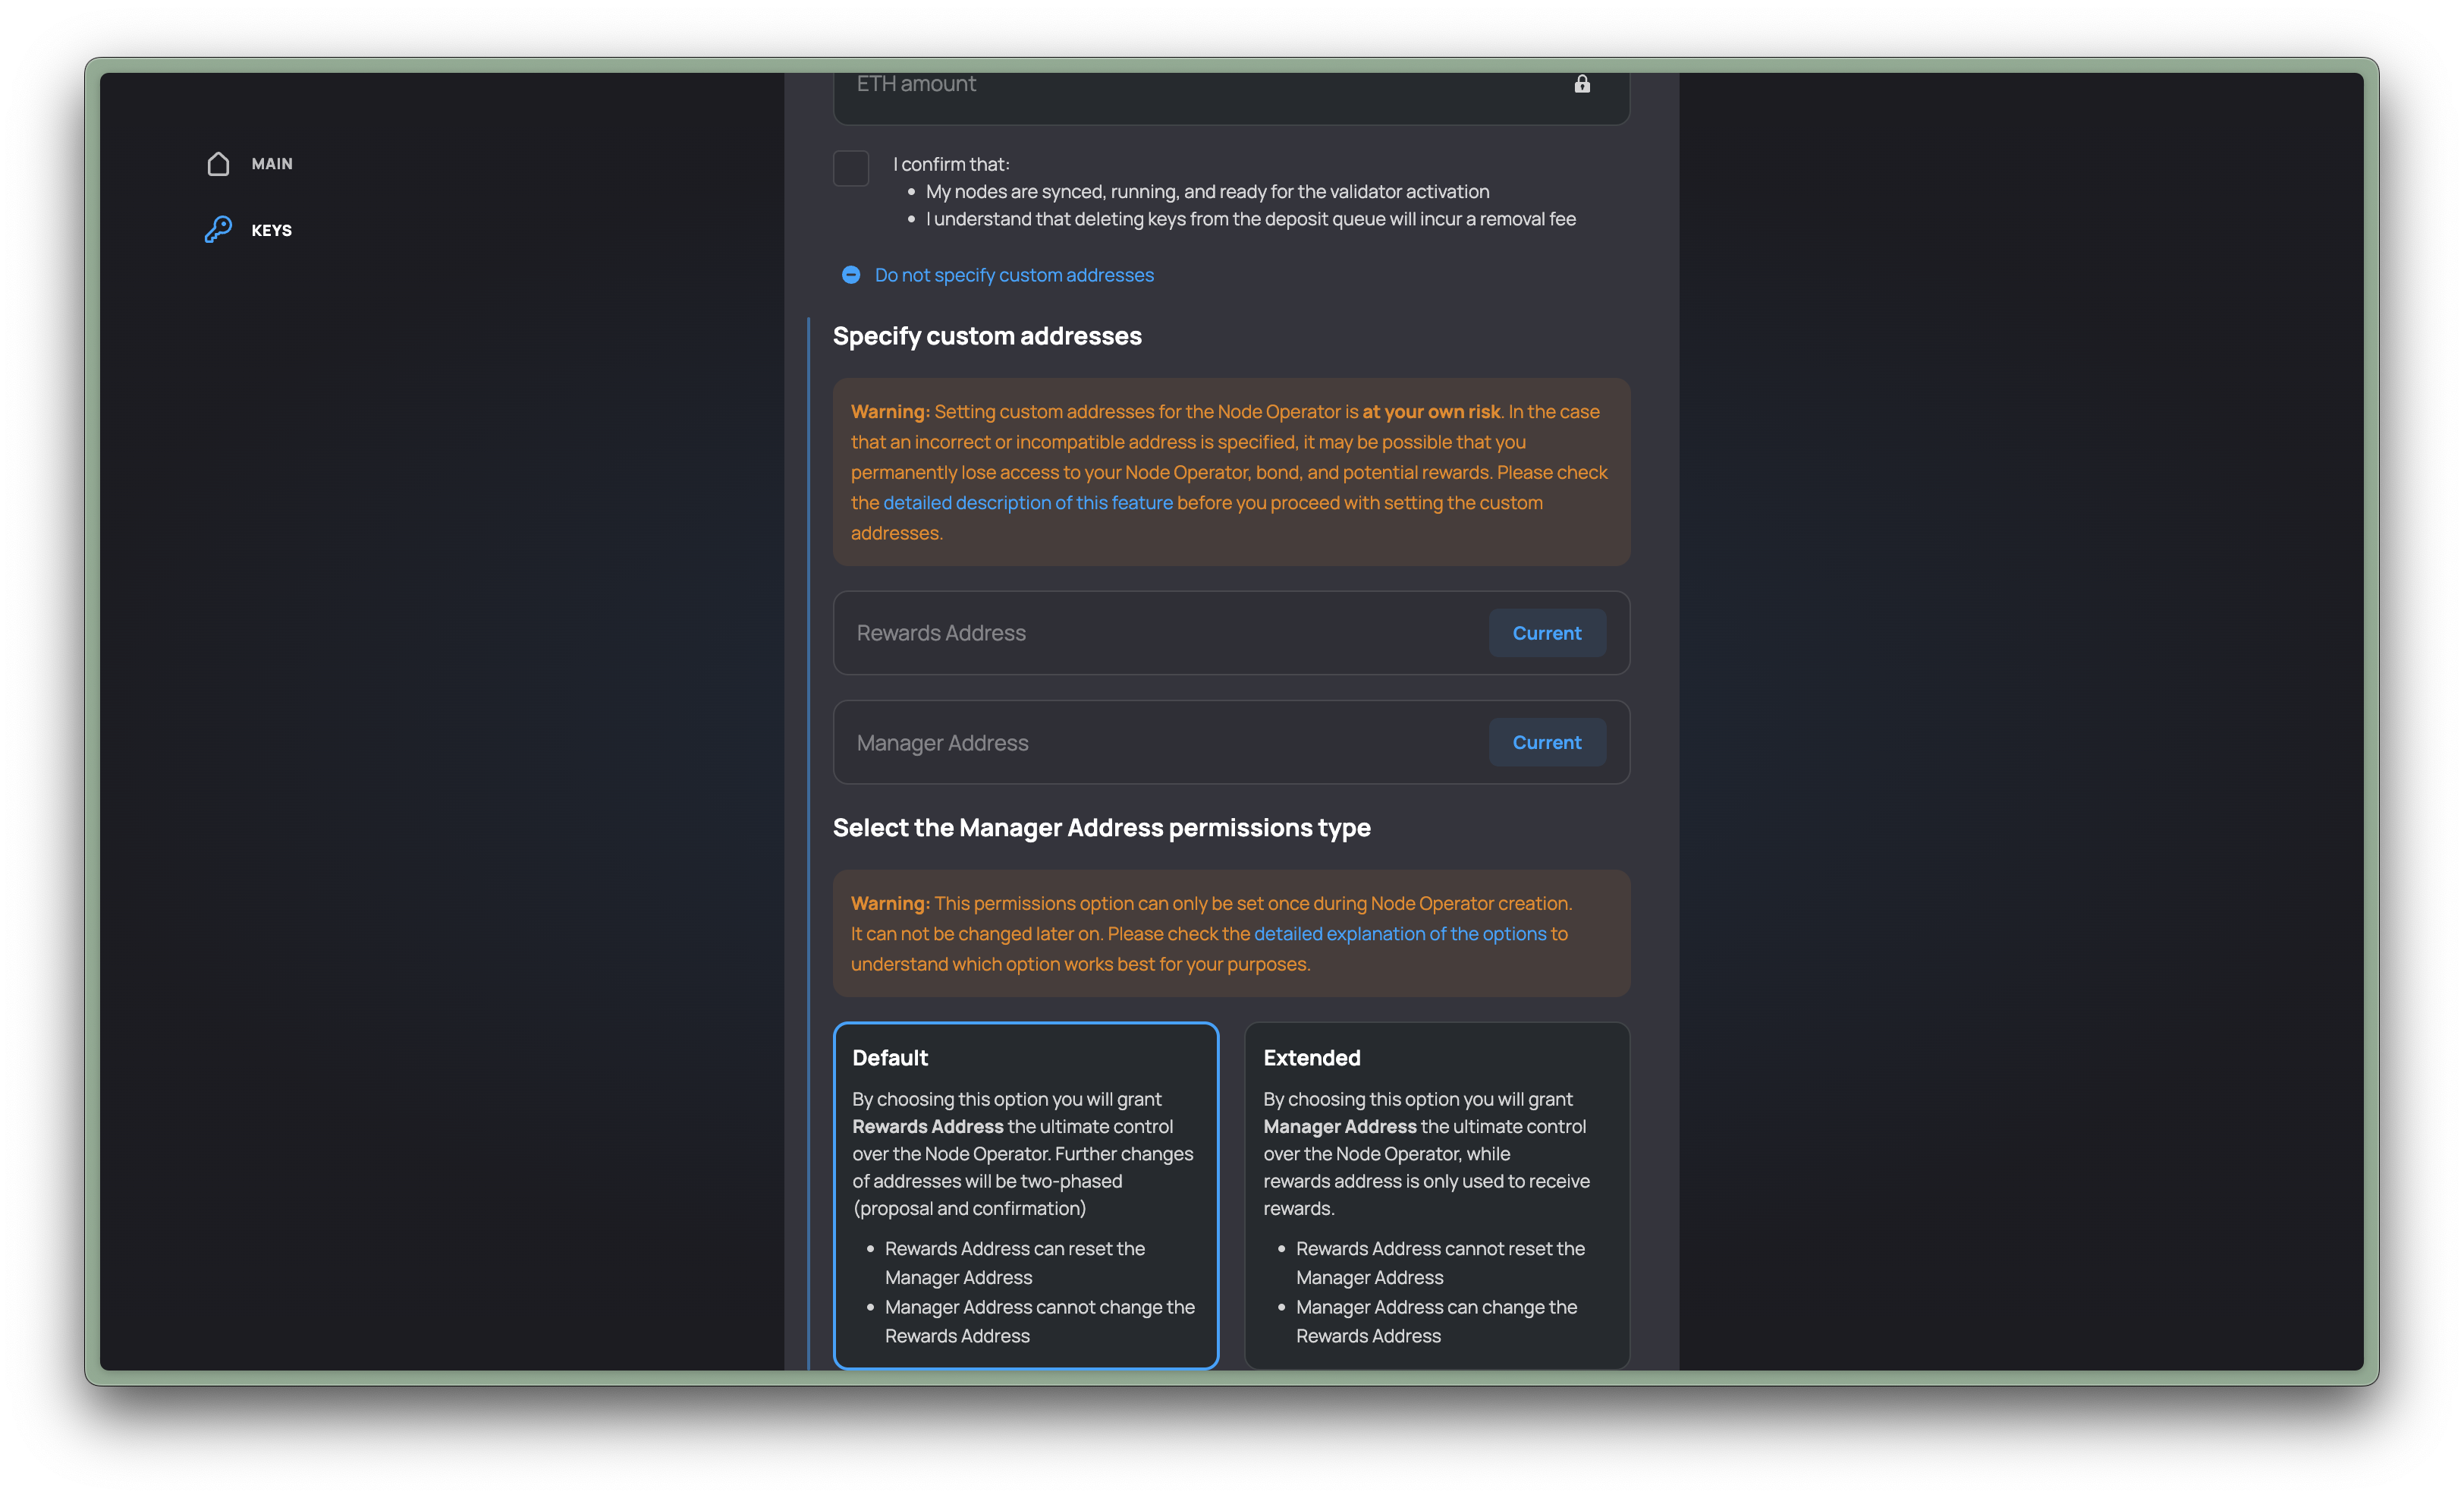 ETH amount
MAIN
I confirm that:
My nodes are synced, running, and ready for the validator activation
I understand that deleting keys from the deposit queue will incur a removal fee
KEYS
Do not specify custom addresses
Specify custom addresses
Warning: Setting custom addresses for the Node Operator is at your own risk. In the case
that an incorrect or incompatible address is specified, it may be possible that you
permanently lose access to your Node Operator, bond, and potential rewards. Please check
the detailed description of this feature before you proceed with setting the custom
addresses.
Rewards Address
Current
Manager Address
Current
Select the Manager Address permissions type
Warning: This permissions option can only be set once during Node Operator creation.
It can not be changed later on. Please check the detailed explanation of the options to
understand which option works best for your purposes.
Default
By choosing this option you will grant
Rewards Address the ultimate control
over the Node Operator. Further changes
of addresses will be two-phased
(proposal and confirmation)
Rewards Address can reset the
Manager Address
Manager Address cannot change the
Rewards Address
Extended
By choosing this option you will grant
Manager Address the ultimate control
over the Node Operator, while
rewards address is only used to receive
rewards.
Rewards Address cannot reset the
Manager Address
Manager Address can change the
Rewards Address